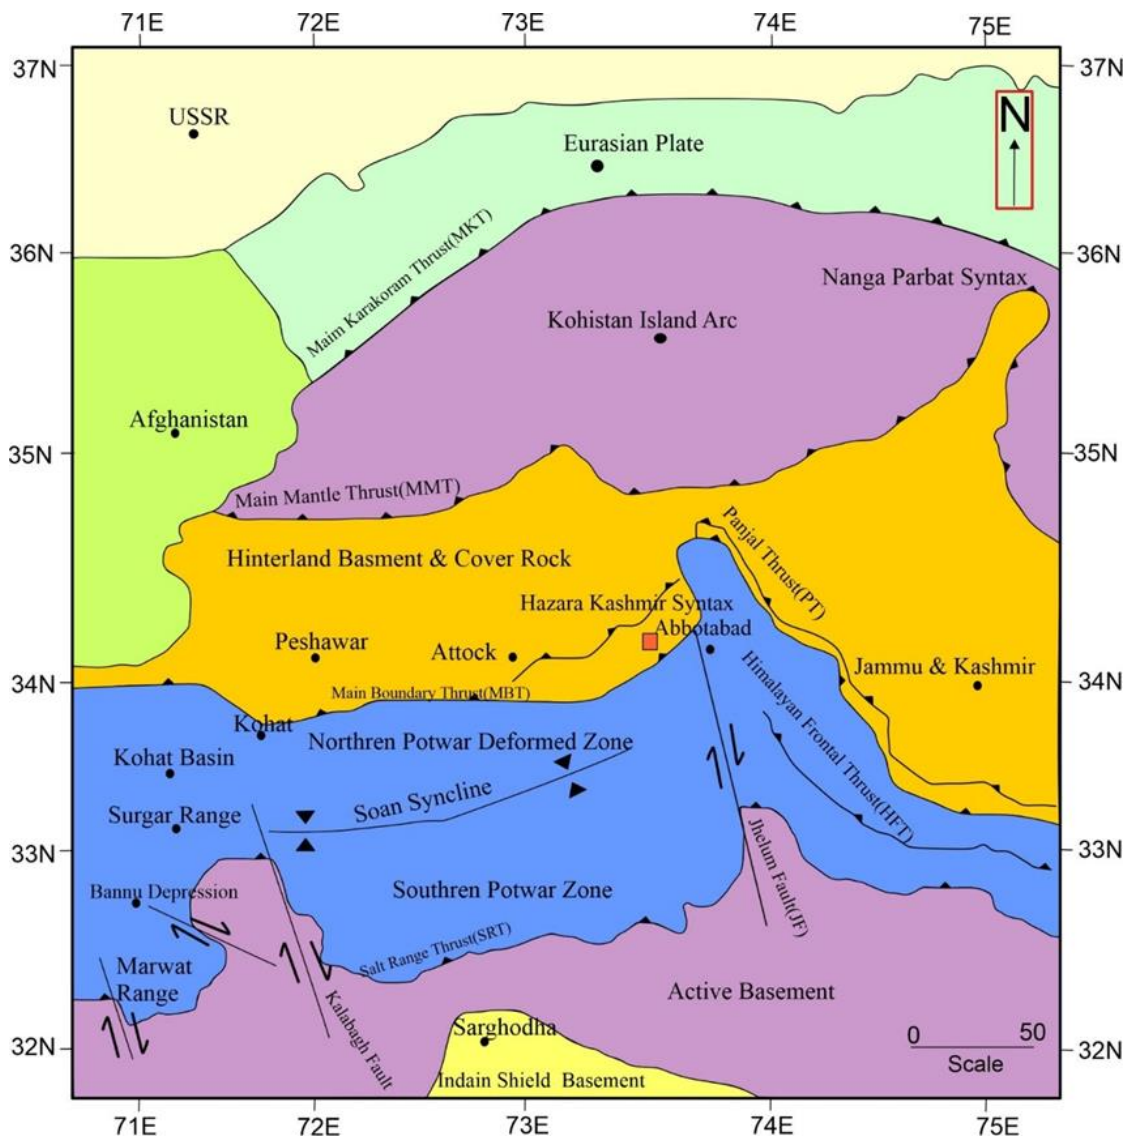 71E 72E 73E 74E 75E
37N 37N
USSR
N
Eurasian Plate
Maim Karakoram Thrust(MKT)
36N 36N
Nanga Parbat Syntax
Kohistan Island Arc
Afghanistan
35N 35N
Main Mantle Thrust(MMT)
Panjal Thrust(PT)
Hinterland Basment & Cover Rock
Hazara Kashmir Syntax
Abbotabad
Peshawar
Attock
Jammu & Kashmir
34N 34N
Main Boundary Thrust(MBT)
Himalayan Frontal Thrust(HFT)
Kohat
Northren Potwar Deformed Zone
Kohat Basin
Soan Syncline
Surgar Range
33N 33N
Jhelum Fault(JF)
Bannu Depression
Southren Potwar Zone
Salt Range Thrust(SRT)
Marwat
Range
Kalabagh Fault
Active Basement
Sarghodha
0 50
Scale
32N 32N
Indain Shield Basement
71E 72E 73E 74E 75E